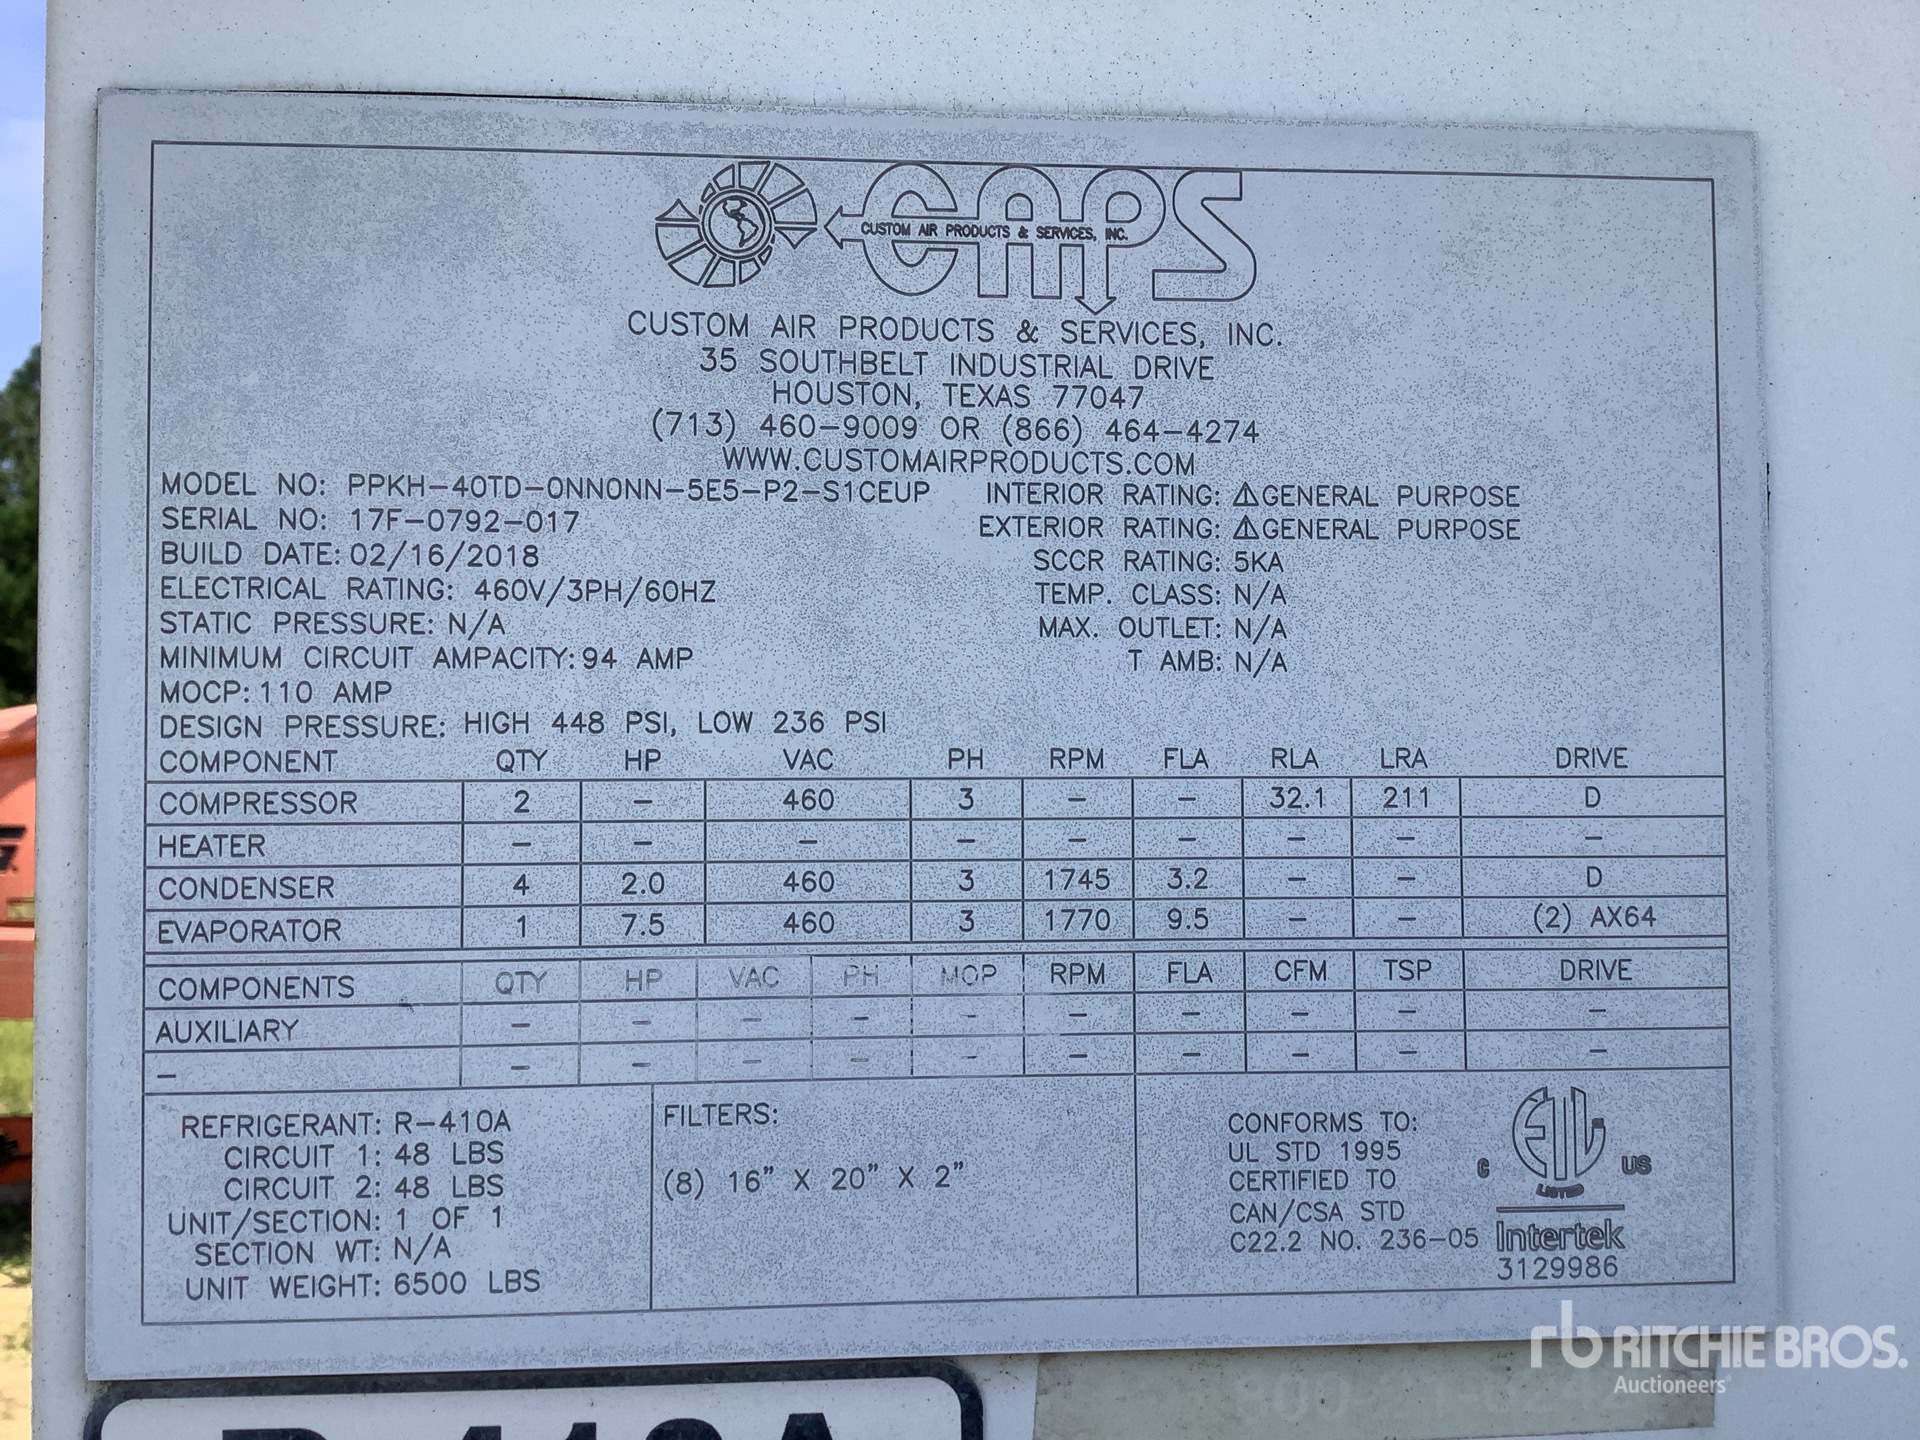 CAPS
CUSTOM AIR PRODUCTS & SERVICES, INC.
CUSTOM AIR PRODUCTS & SERVICES, INC.
35 SOUTHBELT INDUSTRIAL DRIVE
HOUSTON, TEXAS 77047
(713) 460-9009 OR (866) 464-4274
WWW.CUSTOMAIRPRODUCTS.COM
MODEL NO: PPKH-40TD-0NN0NN-5E5-P2-S1CEUP INTERIOR RATING: ⚠GENERAL PURPOSE
SERIAL NO: 17F-0792-017 EXTERIOR RATING: ⚠GENERAL PURPOSE
BUILD DATE: 02/16/2018 SCCR RATING: 5KA
ELECTRICAL RATING: 460V/3PH/60HZ TEMP. CLASS: N/A
STATIC PRESSURE: N/A MAX. OUTLET: N/A
MINIMUM CIRCUIT AMPACITY: 94 AMP T AMB: N/A
MOCP: 110 AMP
DESIGN PRESSURE: HIGH 448 PSI, LOW 236 PSI
COMPONENT QTY HP VAC PH RPM FLA RLA LRA DRIVE
COMPRESSOR 2 - 460 3 - - 32.1 211 D
HEATER - - - - - - - - -
CONDENSER 4 2.0 460 3 1745 3.2 - - D
EVAPORATOR 1 7.5 460 3 1770 9.5 - - (2) AX64
COMPONENTS QTY HP VAC PH MOP RPM FLA CFM TSP DRIVE
AUXILIARY - - - - - - - - - -
- - - - - - - - - - -
REFRIGERANT: R-410A
CIRCUIT 1: 48 LBS
CIRCUIT 2: 48 LBS
UNIT/SECTION: 1 OF 1
SECTION WT: N/A
UNIT WEIGHT: 6500 LBS
FILTERS:
(8) 16" X 20" X 2"
CONFORMS TO:
UL STD 1995
CERTIFIED TO
CAN/CSA STD
C22.2 NO. 236-05
C ETL US
LISTED
Intertek
3129986
R-410A
rb RITCHIE BROS.
Auctioneers